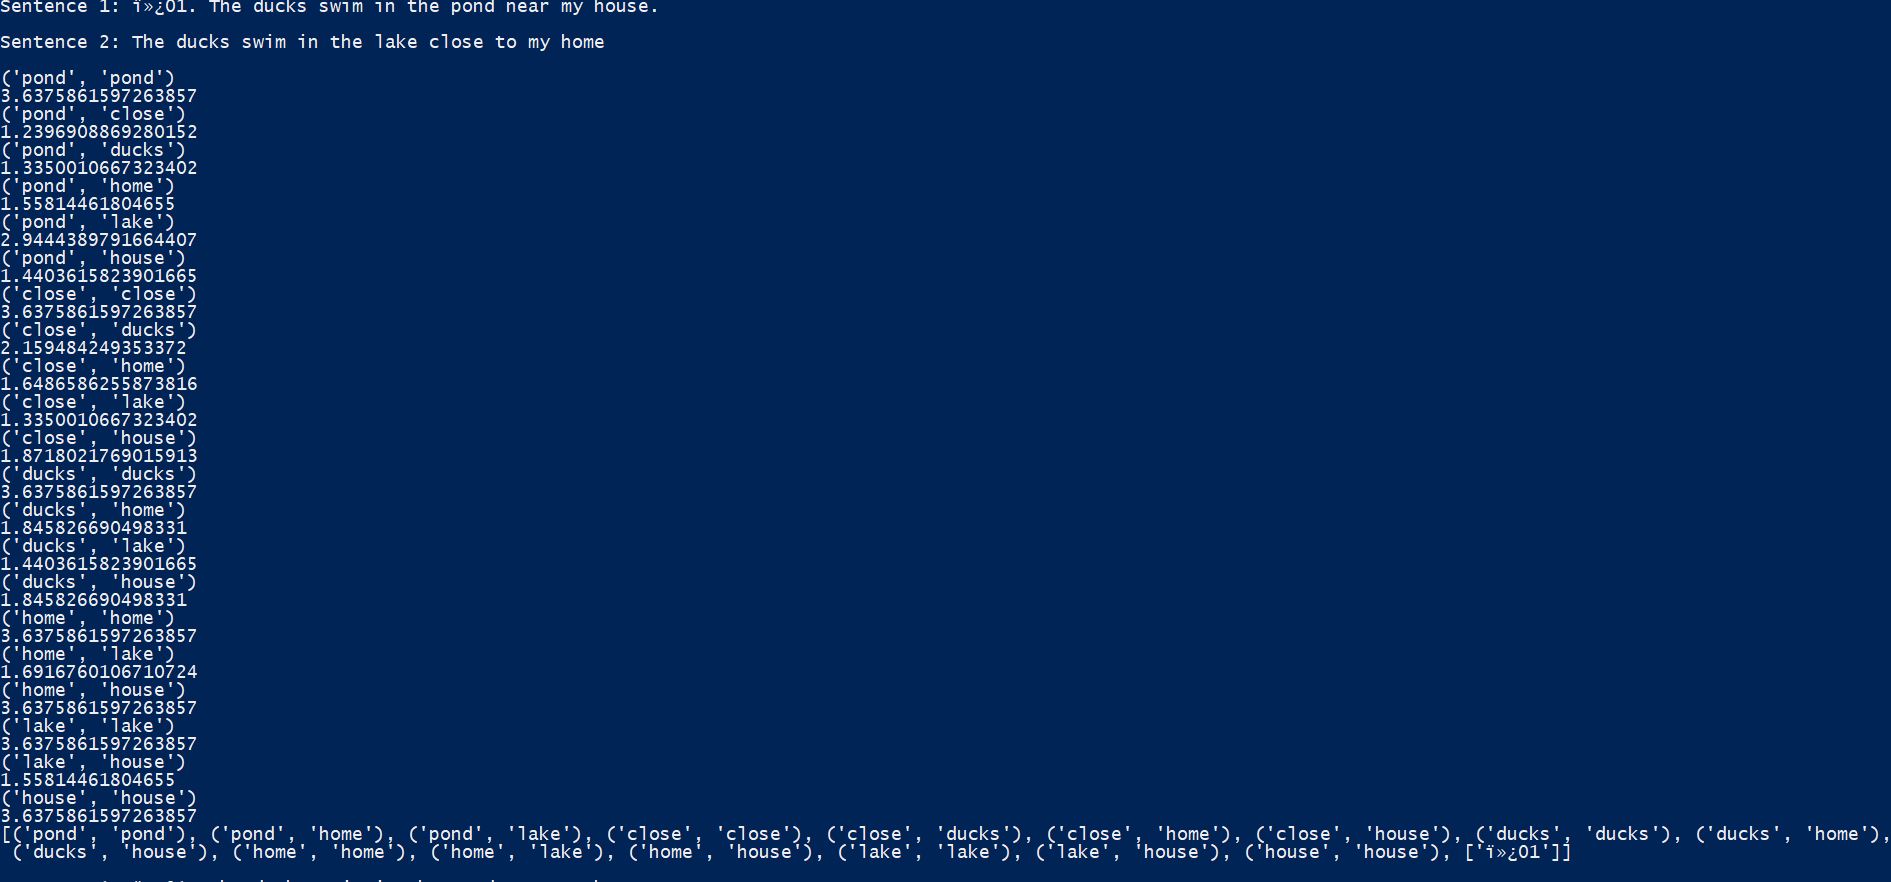 Sentence 1: ï»¿01. The ducks swim in the pond near my house.
Sentence 2: The ducks swim in the lake close to my home
('pond', 'pond')
3.6375861597263857
('pond', 'close')
1.2396908869280152
('pond', 'ducks')
1.3350010667323402
('pond', 'home')
1.55814461804655
('pond', 'lake')
2.9444389791664407
('pond', 'house')
1.4403615823901665
('close', 'close')
3.6375861597263857
('close', 'ducks')
2.159484249353372
('close', 'home')
1.6486586255873816
('close', 'lake')
1.3350010667323402
('close', 'house')
1.8718021769015913
('ducks', 'ducks')
3.6375861597263857
('ducks', 'home')
1.845826690498331
('ducks', 'lake')
1.4403615823901665
('ducks', 'house')
1.845826690498331
('home', 'home')
3.6375861597263857
('home', 'lake')
1.6916760106710724
('home', 'house')
3.6375861597263857
('lake', 'lake')
3.6375861597263857
('lake', 'house')
1.55814461804655
('house', 'house')
3.6375861597263857
[('pond', 'pond'), ('pond', 'home'), ('pond', 'lake'), ('close', 'close'), ('close', 'ducks'), ('close', 'home'), ('close', 'house'), ('ducks', 'ducks'), ('ducks', 'home'),
('ducks', 'house'), ('home', 'home'), ('home', 'lake'), ('home', 'house'), ('lake', 'lake'), ('lake', 'house'), ('house', 'house'), ['ï»¿01']]